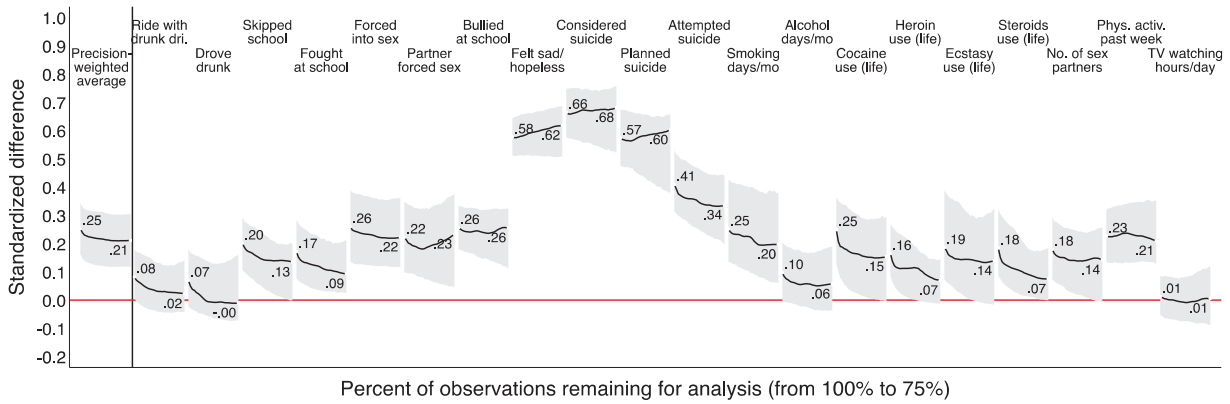 Standardized difference
1.0
0.9
0.8
0.7
0.6
0.5
0.4
0.3
0.2
0.1
0.0
-0.1
-0.2
Precision-
weighted
average
Ride with
drunk dri.
Drove
drunk
Skipped
school
Fought
at school
Forced
into sex
Partner
forced sex
Bullied
at school
Felt sad/
hopeless
Considered
suicide
Planned
suicide
Attempted
suicide
Smoking
days/mo
Alcohol
days/mo
Cocaine
use (life)
Heroin
use (life)
Ecstasy
use (life)
Steroids
use (life)
No. of sex
partners
Phys. activ.
past week
TV watching
hours/day
.25
.21
.08
.02
.07
-.00
.20
.13
.17
.09
.26
.22
.22
.23
.26
.26
.58
.62
.66
.68
.57
.60
.41
.34
.25
.20
.10
.06
.25
.15
.16
.07
.19
.14
.18
.07
.18
.14
.23
.21
.01
.01
Percent of observations remaining for analysis (from 100% to 75%)